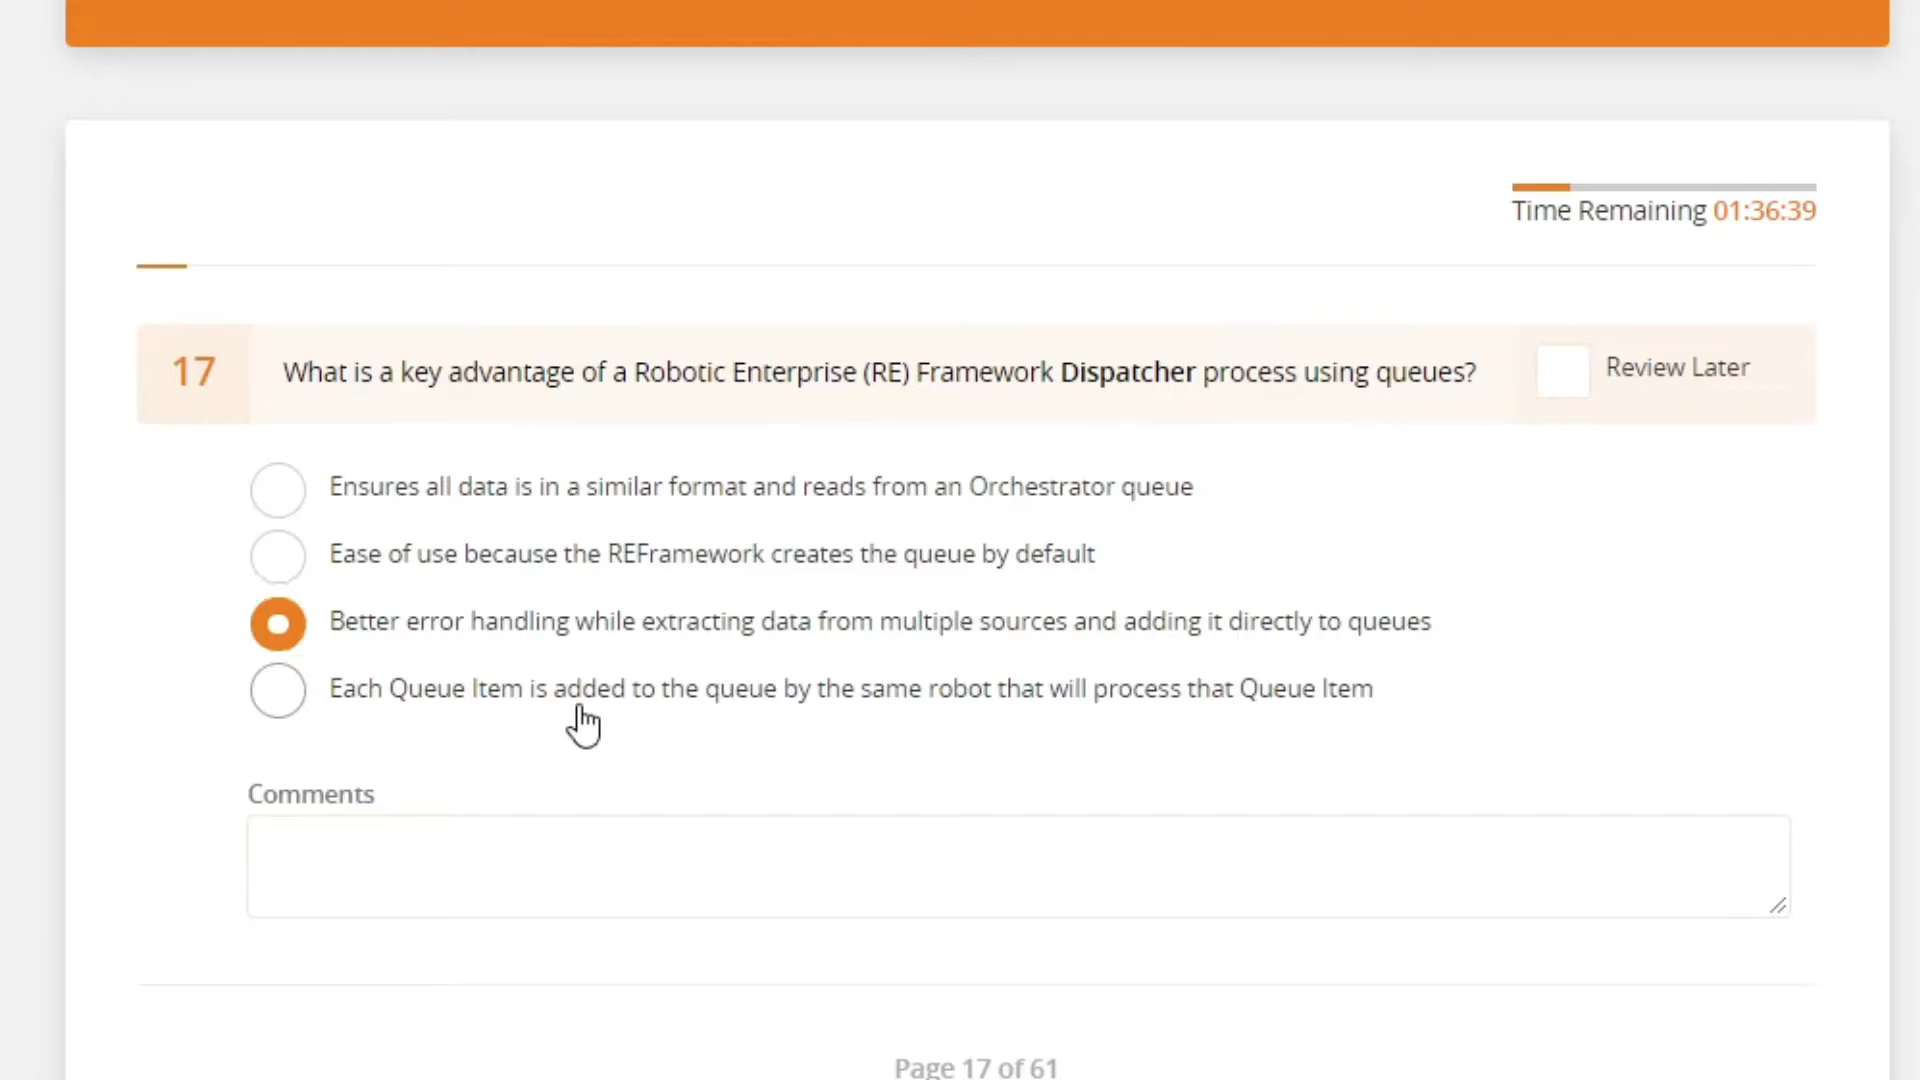 Time Remaining 01:36:39
17 What is a key advantage of a Robotic Enterprise (RE) Framework Dispatcher process using queues? Review Later
Ensures all data is in a similar format and reads from an Orchestrator queue
Ease of use because the REFramework creates the queue by default
Better error handling while extracting data from multiple sources and adding it directly to queues
Each Queue Item is added to the queue by the same robot that will process that Queue Item
Comments
Page 17 of 61